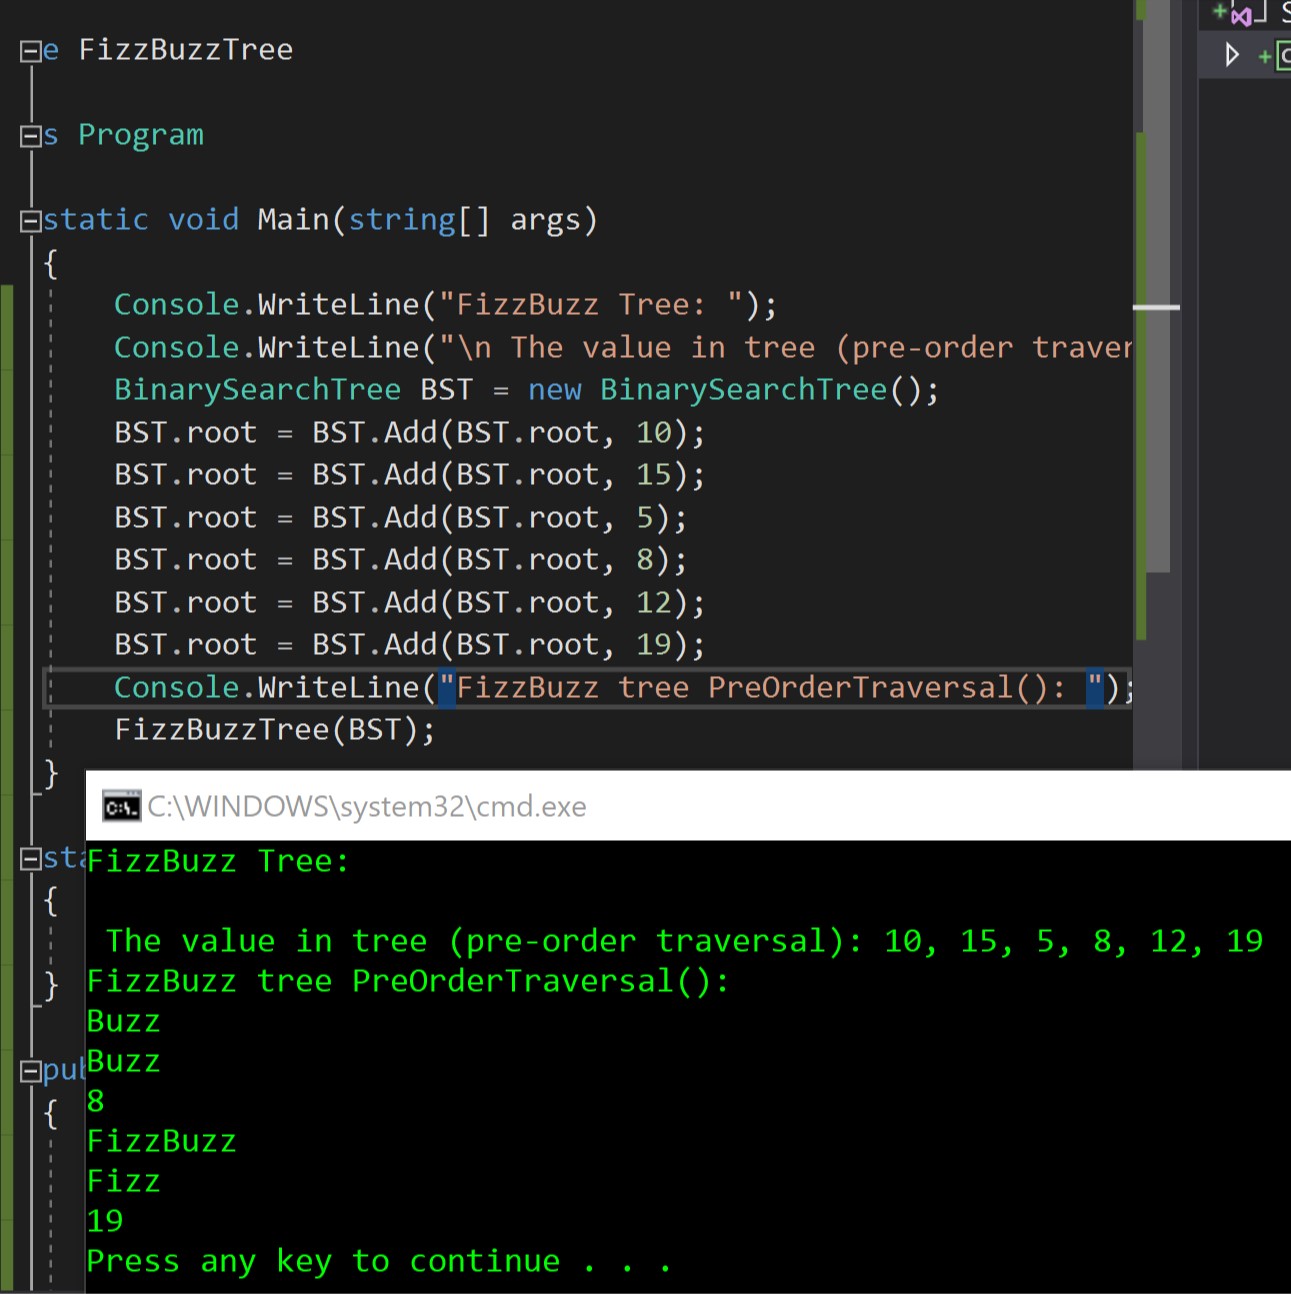 e FizzBuzzTree
s Program
static void Main(string[] args)
{
Console.WriteLine("FizzBuzz Tree: ");
Console.WriteLine("\n The value in tree (pre-order traver
BinarySearchTree BST = new BinarySearchTree();
BST.root = BST.Add(BST.root, 10);
BST.root = BST.Add(BST.root, 15);
BST.root = BST.Add(BST.root, 5);
BST.root = BST.Add(BST.root, 8);
BST.root = BST.Add(BST.root, 12);
BST.root = BST.Add(BST.root, 19);
Console.WriteLine("FizzBuzz tree PreOrderTraversal(): ");
FizzBuzzTree(BST);
}
C:\WINDOWS\system32\cmd.exe
sta
{
}
pub
{
FizzBuzz Tree:
The value in tree (pre-order traversal): 10, 15, 5, 8, 12, 19
FizzBuzz tree PreOrderTraversal():
Buzz
Buzz
8
FizzBuzz
Fizz
19
Press any key to continue . . .